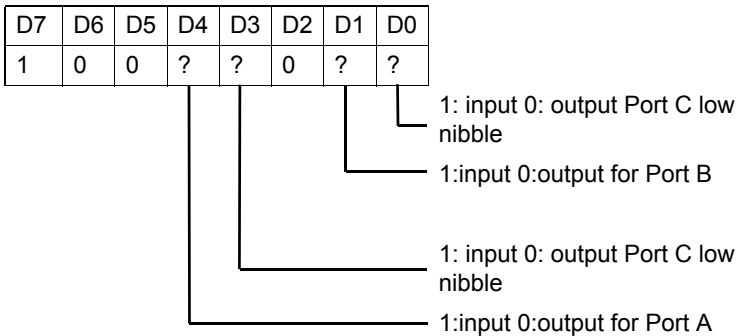 D7 D6 D5 D4 D3 D2 D1 D0
1 0 0 ? ? 0 ? ?
1: input 0: output Port C low
nibble
1:input 0:output for Port B
1: input 0: output Port C low
nibble
1:input 0:output for Port A